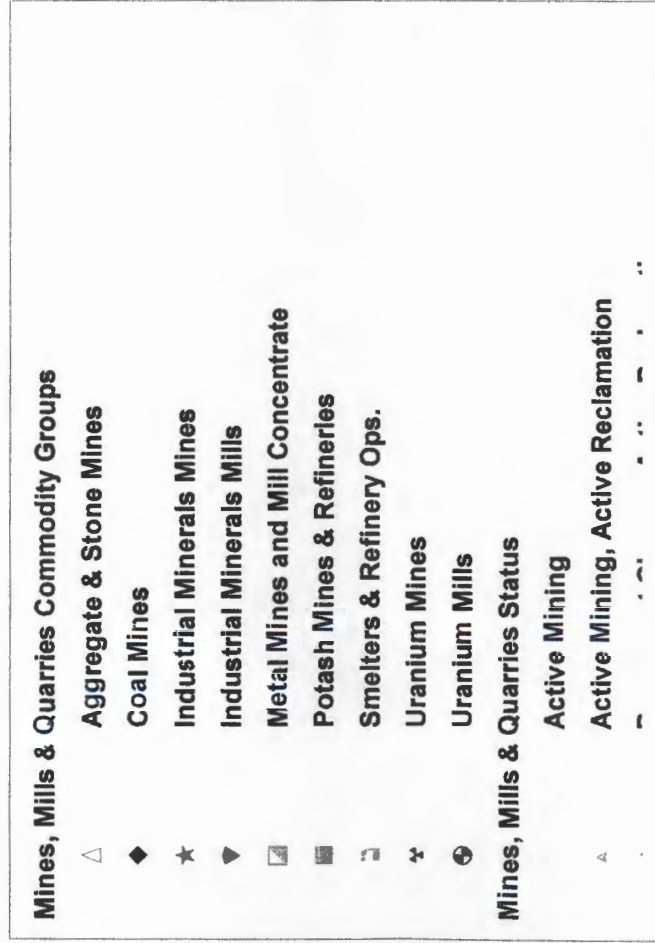 Mines, Mills & Quarries Commodity Groups
Aggregate & Stone Mines
Coal Mines
Industrial Minerals Mines
Industrial Minerals Mills
Metal Mines and Mill Concentrate
Potash Mines & Refineries
Smelters & Refinery Ops.
Uranium Mines
Uranium Mills
Mines, Mills & Quarries Status
Active Mining
Active Mining, Active Reclamation